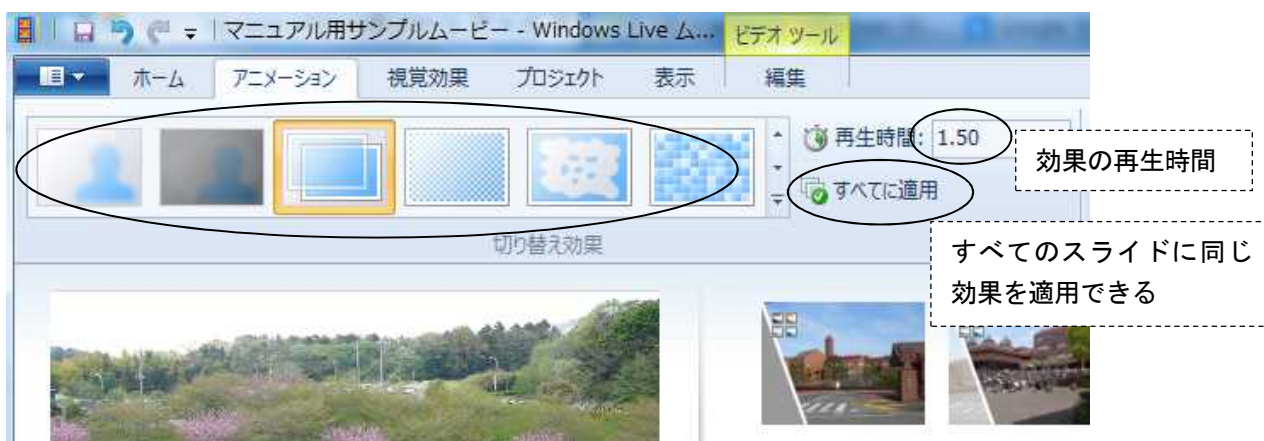 マニュアル用サンプルムービー - Windows Live ム... ビデオ ツール
ホーム アニメーション 視覚効果 プロジェクト 表示 編集
再生時間: 1.50
効果の再生時間
すべてに適用
切り替え効果
すべてのスライドに同じ
効果を適用できる